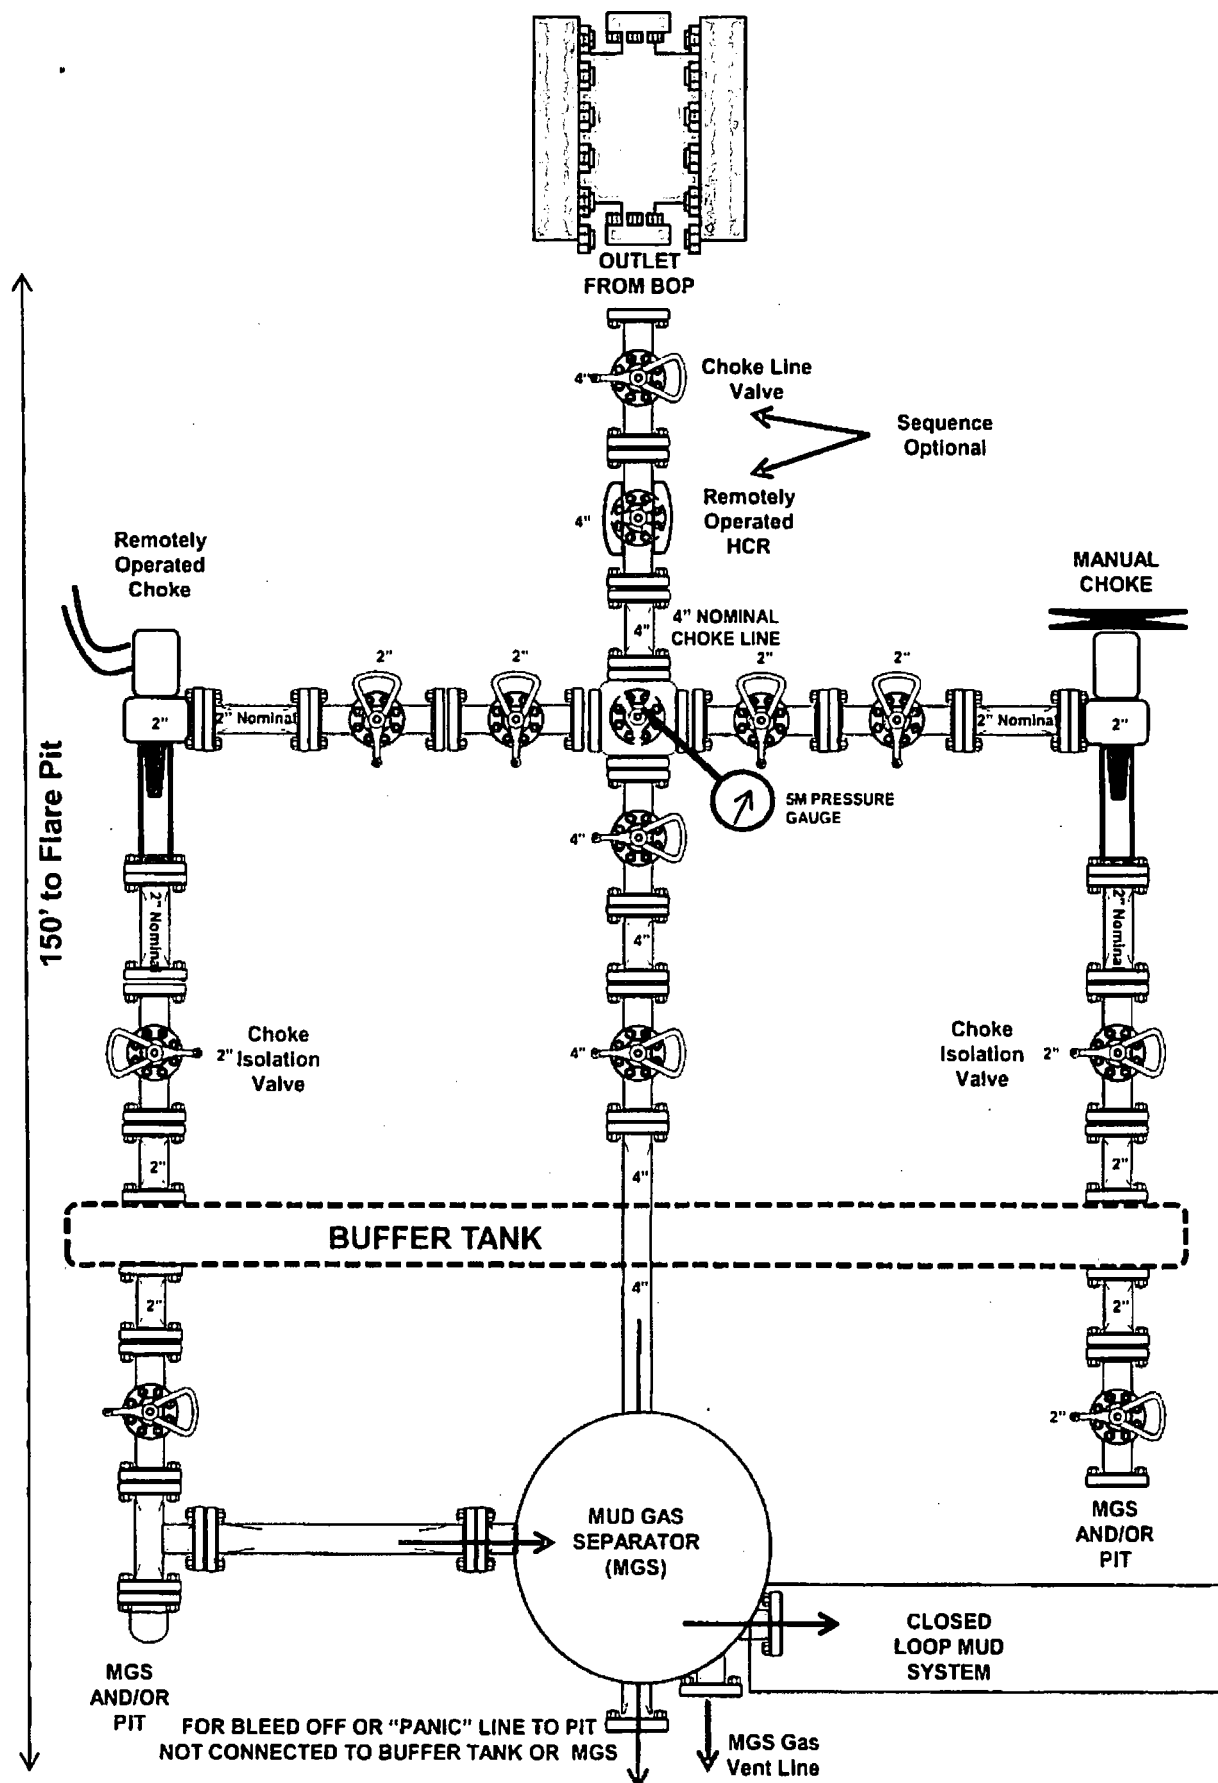 OUTLET
FROM BOP
4"
Choke Line
Valve
Sequence
Optional
4"
Remotely
Operated
HCR
Remotely
Operated
Choke
MANUAL
CHOKE
4"
4" NOMINAL
CHOKE LINE
2"
2"
2"
2"
2"
2" Nominal
2" Nominal
2"
5M PRESSURE
GAUGE
4"
150' to Flare Pit
2" Nominal
4"
2" Nominal
2"
Choke
Isolation
Valve
4"
Choke
Isolation
Valve
2"
2"
4"
2"
BUFFER TANK
2"
4"
2"
2"
MUD GAS
SEPARATOR
(MGS)
MGS
AND/OR
PIT
CLOSED
LOOP MUD
SYSTEM
MGS
AND/OR
PIT
FOR BLEED OFF OR "PANIC" LINE TO PIT
NOT CONNECTED TO BUFFER TANK OR MGS
MGS Gas
Vent Line